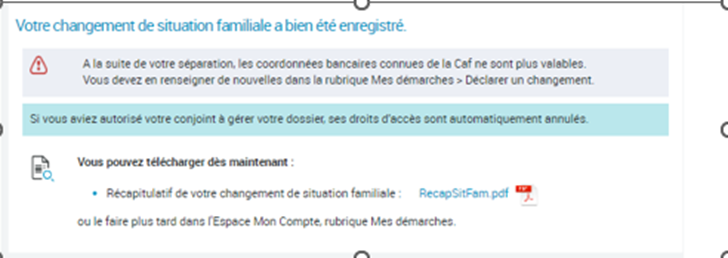 Votre changement de situation familiale a bien été enregistré.
A la suite de votre séparation, les coordonnées bancaires connues de la Caf ne sont plus valables.
Vous devez en renseigner de nouvelles dans la rubrique Mes démarches > Déclarer un changement.
Si vous aviez autorisé votre conjoint à gérer votre dossier, ses droits d'accès sont automatiquement annulés.
Vous pouvez télécharger dès maintenant :
• Récapitulatif de votre changement de situation familiale : RecapSitFam.pdf
ou le faire plus tard dans l'Espace Mon Compte, rubrique Mes démarches.